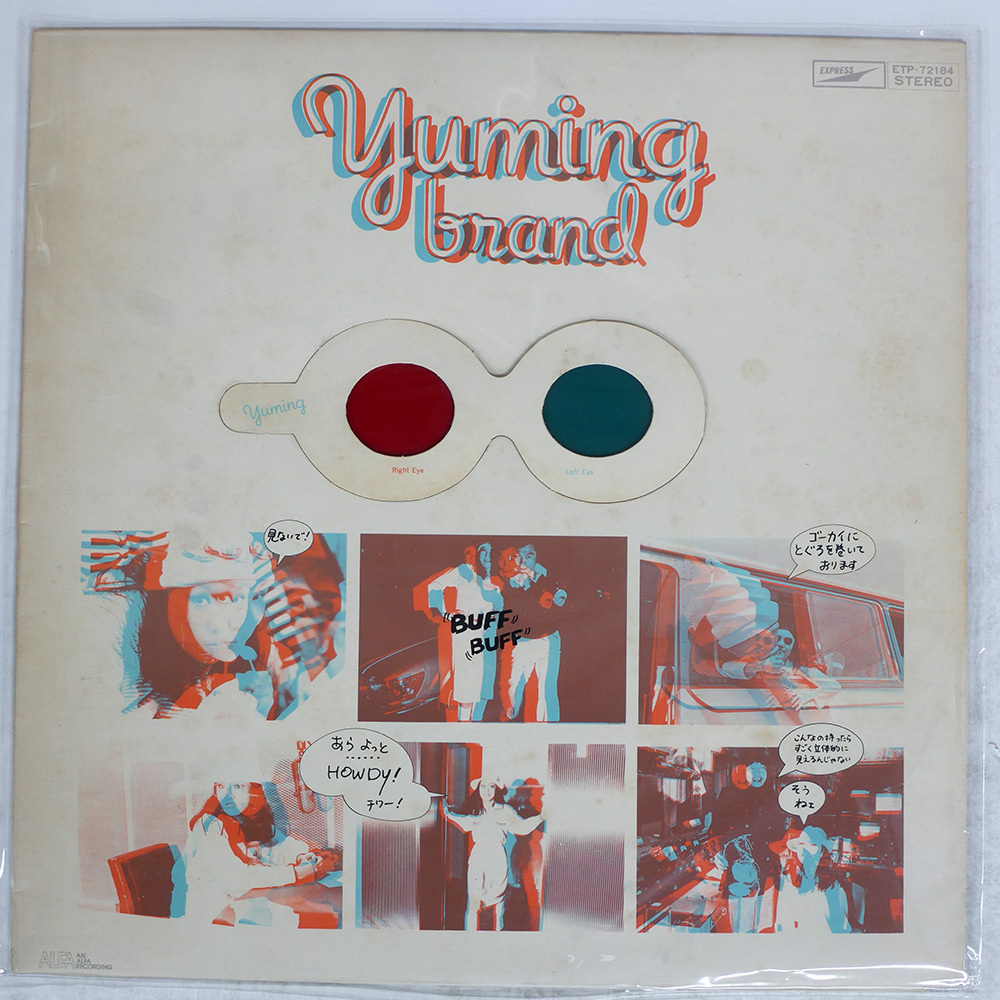 EXPRESS
ETP-72184
STEREO
Yuming
brand
yuming
Right Eye
Left Eye
見ないで!
"BUFF"
"BUFF"
ゴーカイに
とぐろを巻いて
おります
あら よっと
……
HOWDY!
チワー!
こんなの持ったら
すごく立体的に
見えるんじゃない
そう
ねェ
ALFA
AN
ALFA
RECORDING